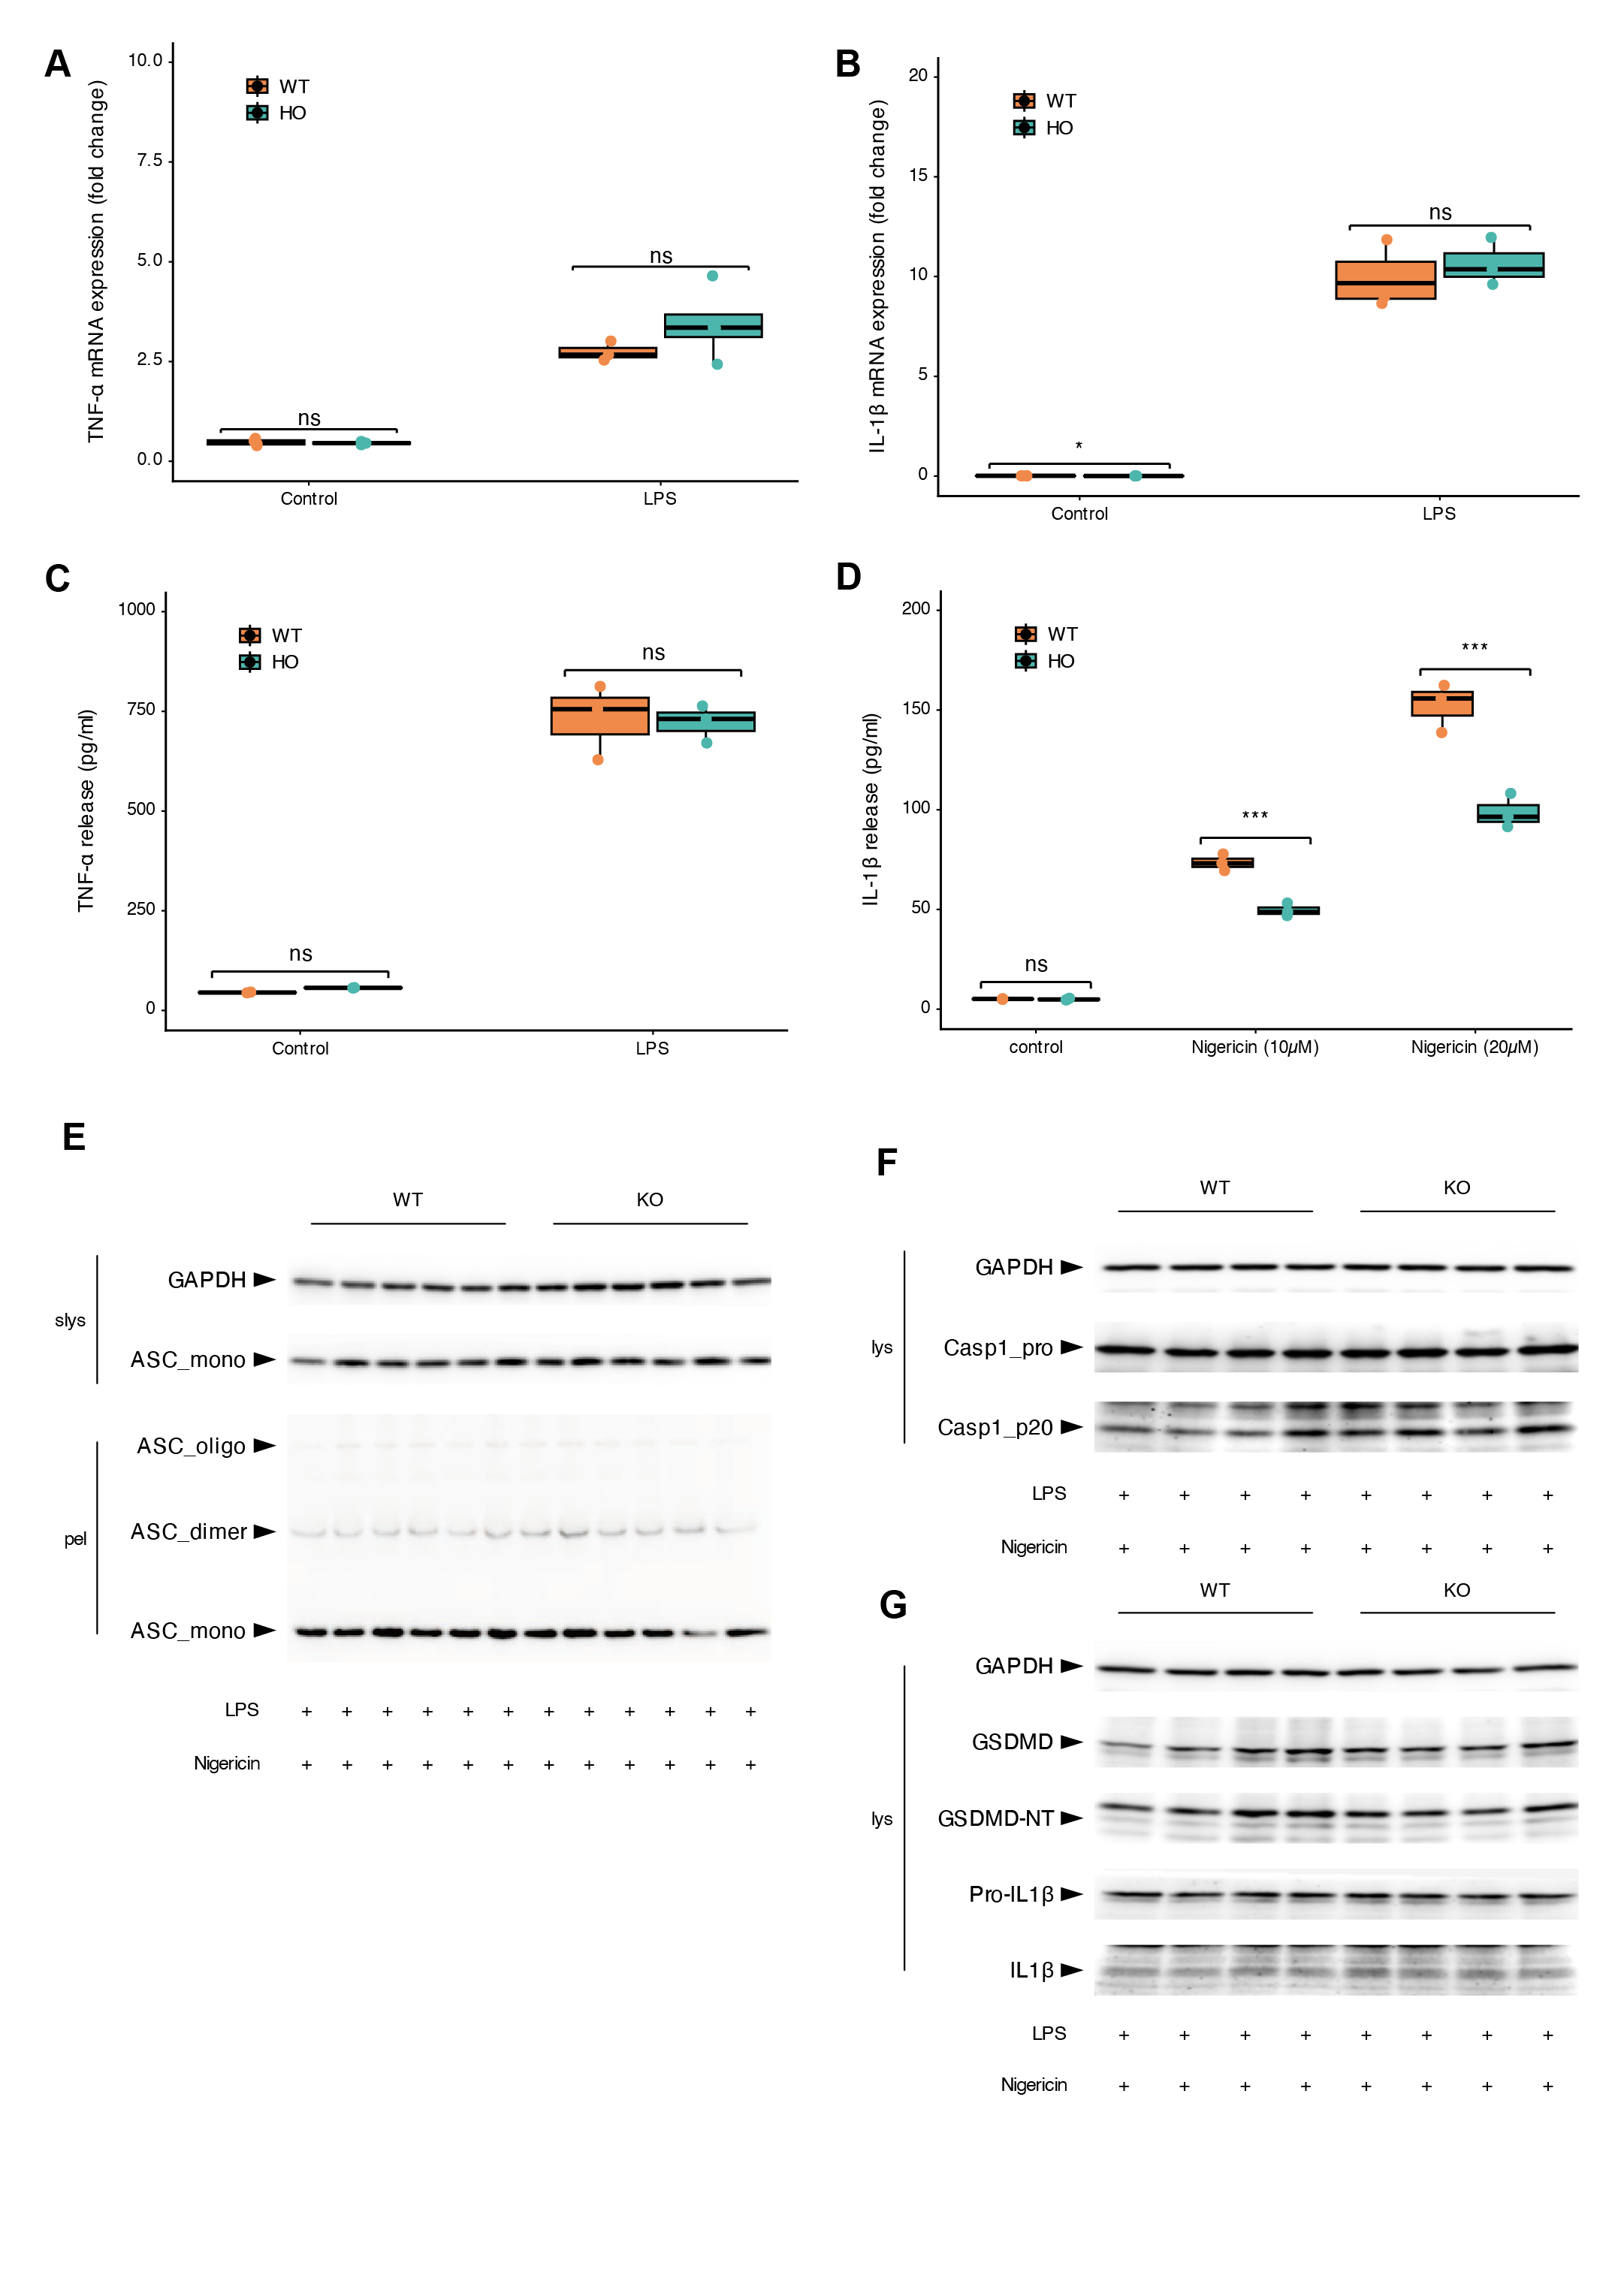 A
TNF-α mRNA expression (fold change)
10.0
7.5
5.0
2.5
0.0
WT
HO
ns
ns
Control
LPS
B
IL-1β mRNA expression (fold change)
20
15
10
5
0
WT
HO
*
ns
Control
LPS
C
TNF-α release (pg/ml)
1000
750
500
250
0
WT
HO
ns
ns
Control
LPS
D
IL-1β release (pg/ml)
200
150
100
50
0
WT
HO
ns
***
***
control
Nigericin (10µM)
Nigericin (20µM)
E
WT KO
slys
GAPDH
ASC_mono
pel
ASC_oligo
ASC_dimer
ASC_mono
LPS + + + + + + + + + + + +
Nigericin + + + + + + + + + + + +
F
WT KO
lys
GAPDH
Casp1_pro
Casp1_p20
LPS + + + + + + + +
Nigericin + + + + + + + +
G
WT KO
lys
GAPDH
GSDMD
GSDMD-NT
Pro-IL1β
IL1β
LPS + + + + + + + +
Nigericin + + + + + + + +